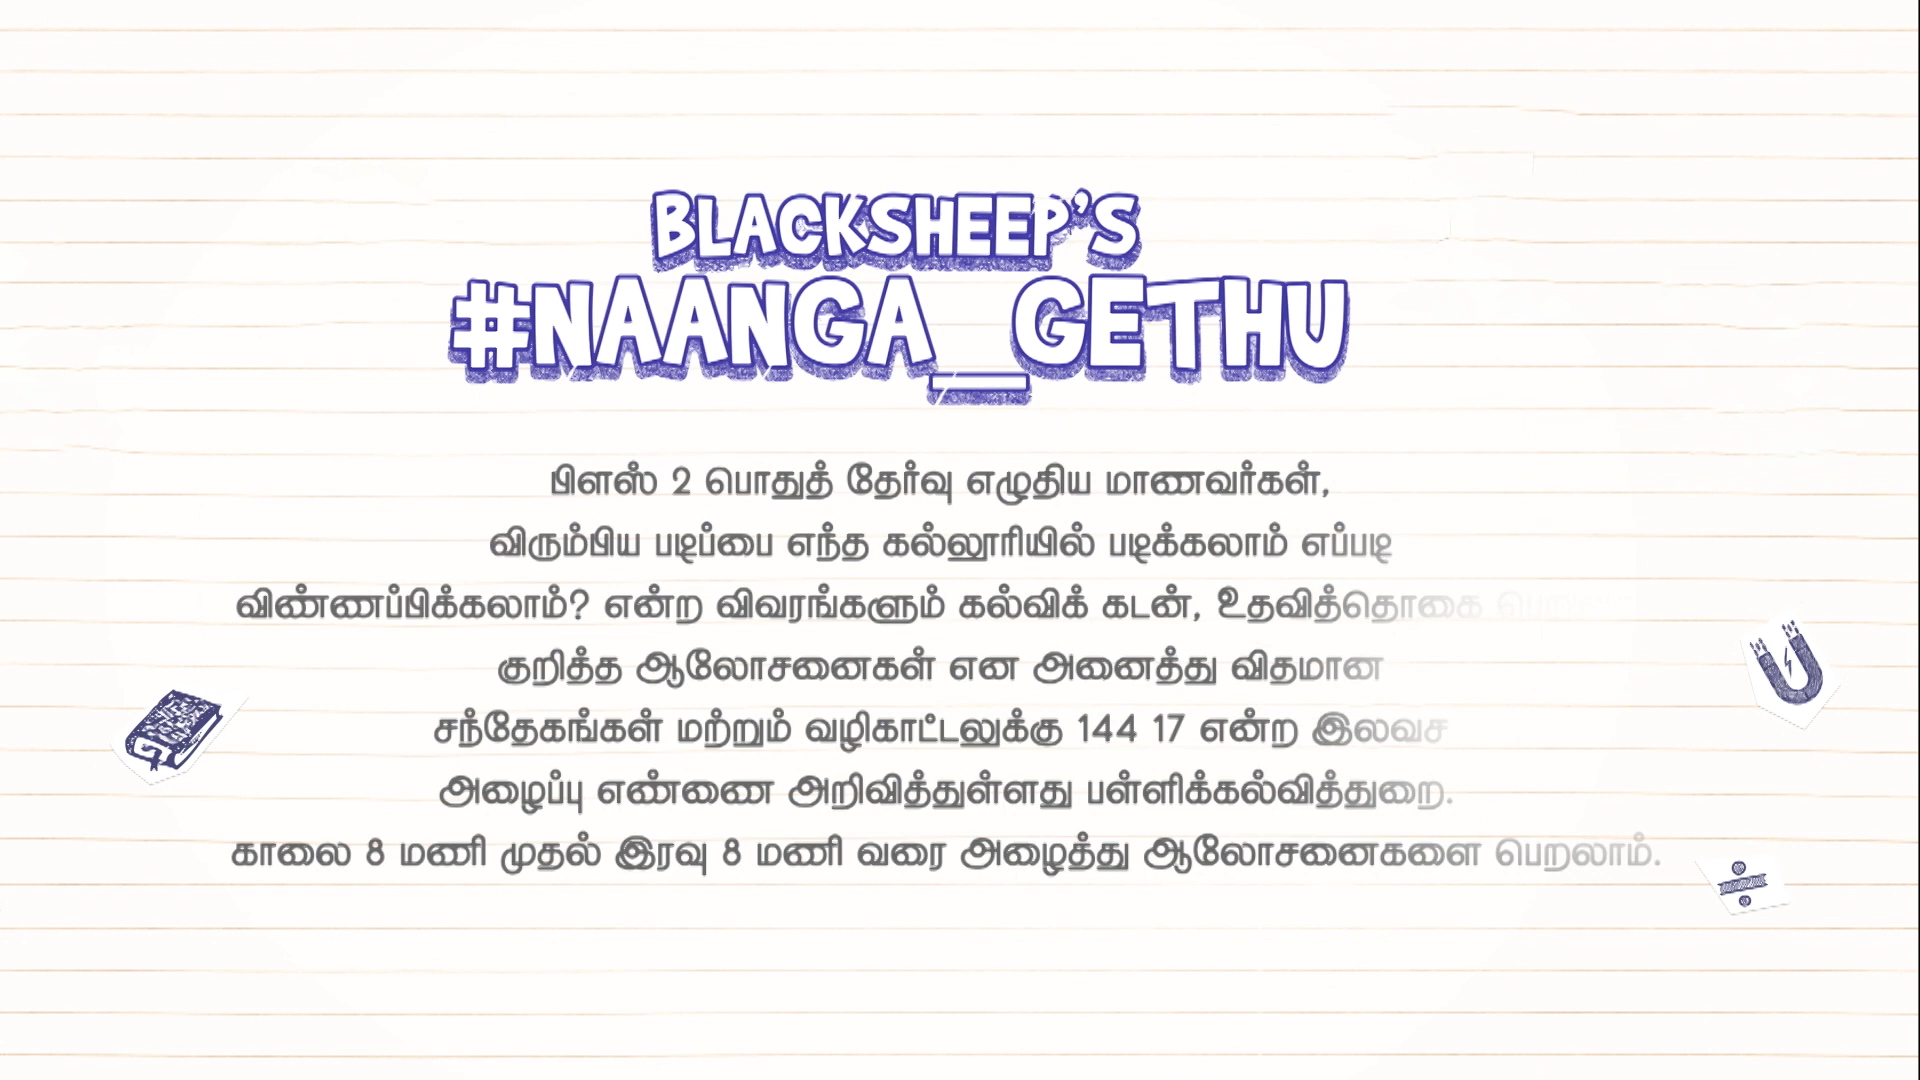 BLACKSHEEP'S
#NAANGA_GETHU
பிளஸ் 2 பொதுத் தேர்வு எழுதிய மாணவர்கள்,
விரும்பிய படிப்பை எந்த கல்லூரியில் படிக்கலாம் எப்படி
விண்ணப்பிக்கலாம்? என்ற விவரங்களும் கல்விக் கடன், உதவித்தொகை
குறித்த ஆலோசனைகள் என அனைத்து விதமான
சந்தேகங்கள் மற்றும் வழிகாட்டலுக்கு 144 17 என்ற இலவச
அழைப்பு எண்ணை அறிவித்துள்ளது பள்ளிக்கல்வித்துறை.
காலை 8 மணி முதல் இரவு 8 மணி வரை அழைத்து ஆலோசனைகளை பெறலாம்.